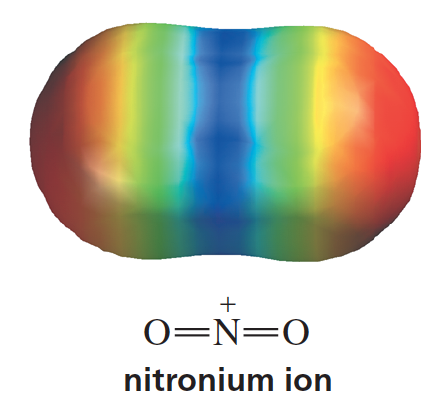 +
O=N=O
nitronium ion